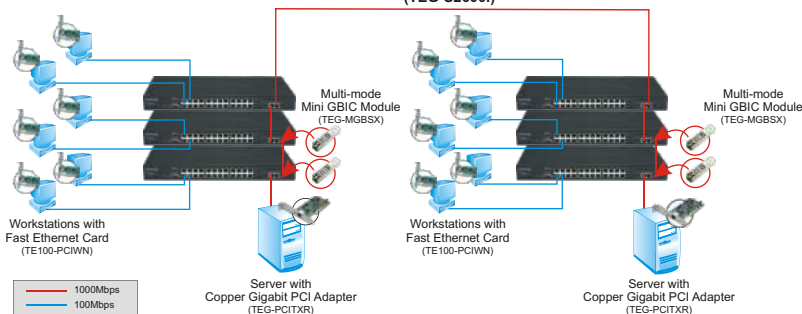 Multi-mode
Mini GBIC Module
(TEG-MGBSX)
Workstations with
Fast Ethernet Card
(TE100-PCIWN)
Server with
Copper Gigabit PCI Adapter
(TEG-PCITXR)
1000Mbps
100Mbps
Multi-mode
Mini GBIC Module
(TEG-MGBSX)
Workstations with
Fast Ethernet Card
(TE100-PCIWN)
Server with
Copper Gigabit PCI Adapter
(TEG-PCITXR)